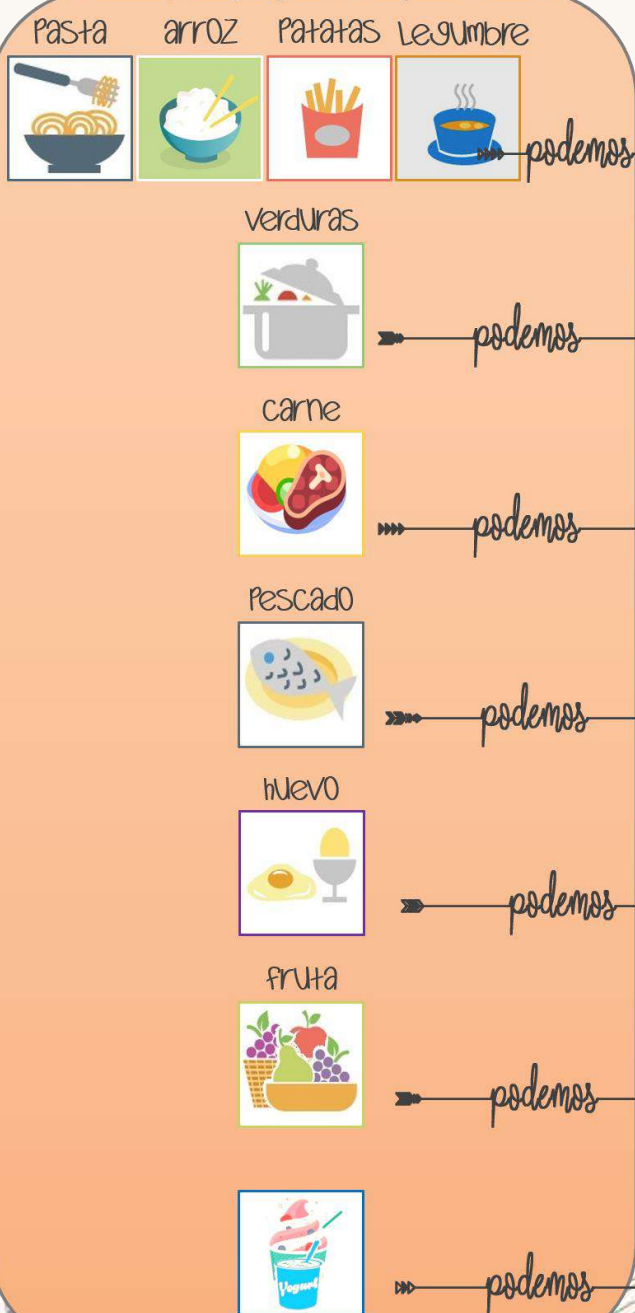 Pasta arroz Patatas Legumbre
podemos
verduras
podemos
carne
podemos
Pescado
podemos
huevo
podemos
fruta
podemos
Yogurt
podemos